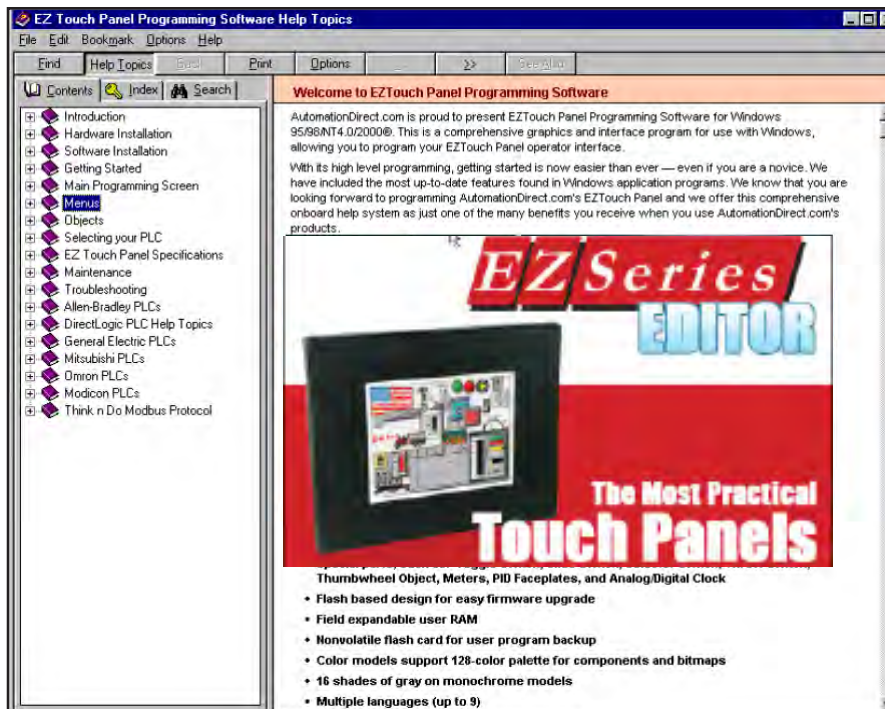 EZ Touch Panel Programming Software Help Topics
File Edit Bookmark Options Help
Find Help Topics Print Options >>
Contents Index Search
Introduction
Hardware Installation
Software Installation
Getting Started
Main Programming Screen
Menus
Objects
Selecting your PLC
EZ Touch Panel Specifications
Maintenance
Troubleshooting
Allen-Bradley PLCs
DirectLogic PLC Help Topics
General Electric PLCs
Mitsubishi PLCs
Omron PLCs
Modicon PLCs
Think n Do Modbus Protocol
Welcome to EZTouch Panel Programming Software
AutomationDirect.com is proud to present EZTouch Panel Programming Software for Windows
95/98/NT4.0/2000®. This is a comprehensive graphics and interface program for use with Windows,
allowing you to program your EZTouch Panel operator interface.
With its high level programming, getting started is now easier than ever — even if you are a novice. We
have included the most up-to-date features found in Windows application programs. We know that you are
looking forward to programming AutomationDirect.com's EZTouch Panel and we offer this comprehensive
onboard help system as just one of the many benefits you receive when you use AutomationDirect.com's
products.
EZSeries
EDITOR
The Most Practical
Touch Panels
Thumbwheel Object, Meters, PID Faceplates, and Analog/Digital Clock
• Flash based design for easy firmware upgrade
• Field expandable user RAM
• Nonvolatile flash card for user program backup
• Color models support 128-color palette for components and bitmaps
• 16 shades of gray on monochrome models
• Multiple languages (up to 9)